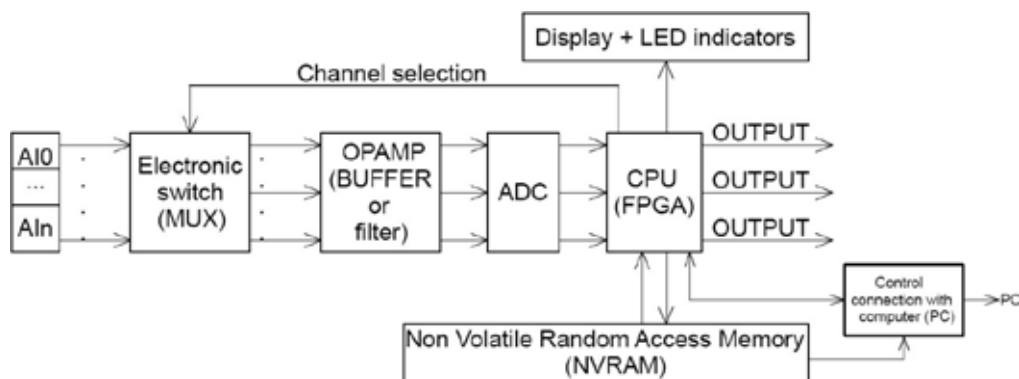 Display + LED indicators
Channel selection
AI0
...
AIn
Electronic
switch
(MUX)
OPAMP
(BUFFER
or
filter)
ADC
CPU
(FPGA)
OUTPUT
OUTPUT
OUTPUT
Control
connection with
computer (PC)
PC
Non Volatile Random Access Memory
(NVRAM)